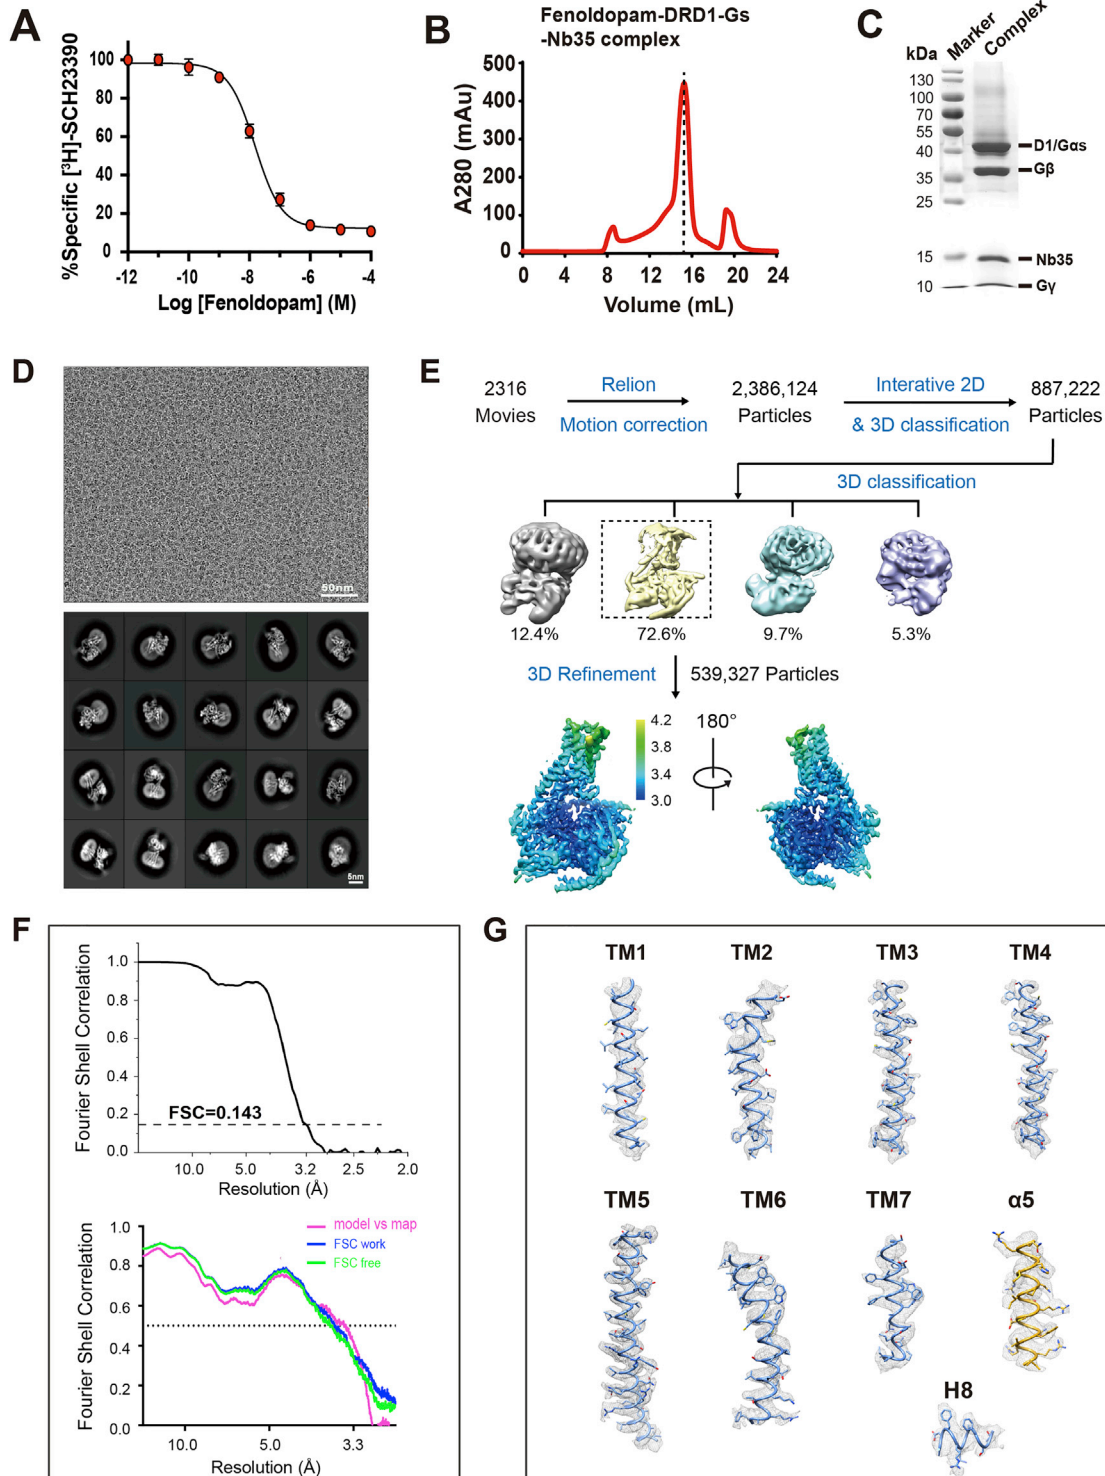 A
%Specific [³H]-SCH23390
100
80
60
40
20
0
-12
-10
-8
-6
-4
Log [Fenoldopam] (M)
B
Fenoldopam-DRD1-Gs
-Nb35 complex
A280 (mAu)
500
400
300
200
100
0
0
4
8
12
16
20
24
Volume (mL)
C
kDa
Marker
Complex
130
100
70
55
40
35
25
15
10
D1/Gαs
Gβ
Nb35
Gγ
D
50nm
5nm
E
2316
Movies
Relion
Motion correction
2,386,124
Particles
Interative 2D
& 3D classification
887,222
Particles
3D classification
12.4%
72.6%
9.7%
5.3%
3D Refinement
539,327 Particles
4.2
3.8
3.4
3.0
180°
F
Fourier Shell Correlation
1.0
0.8
0.6
0.4
0.2
0.0
FSC=0.143
10.0
5.0
3.2
2.5
2.0
Resolution (Å)
Fourier Shell Correlation
1.0
0.8
0.6
0.4
0.2
0.0
model vs map
FSC work
FSC free
10.0
5.0
3.3
Resolution (Å)
G
TM1
TM2
TM3
TM4
TM5
TM6
TM7
α5
H8